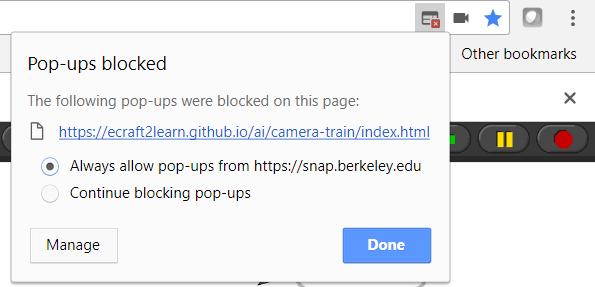 Other bookmarks
Pop-ups blocked
The following pop-ups were blocked on this page:
https://ecraft2learn.github.io/ai/camera-train/index.html
Always allow pop-ups from https://snap.berkeley.edu
Continue blocking pop-ups
Manage
Done